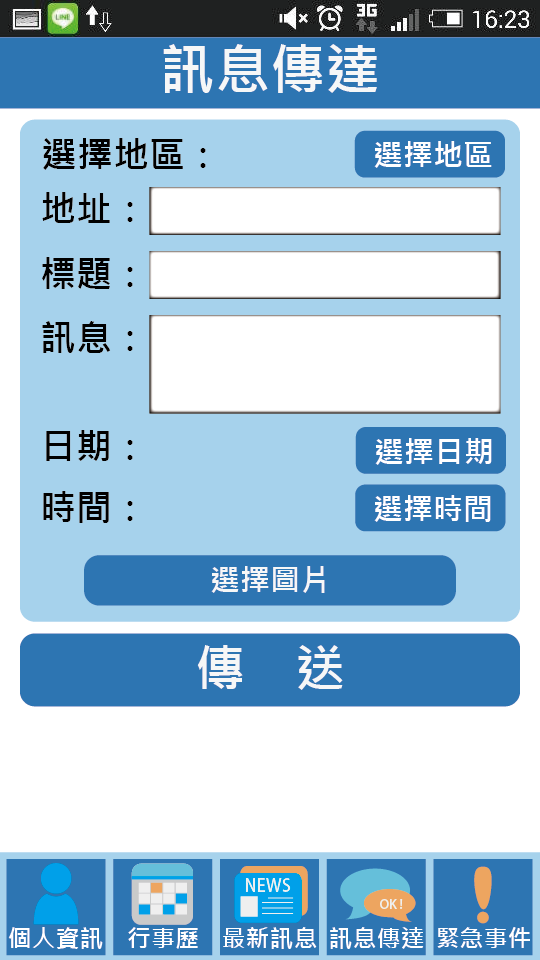 LINE
3G
16:23
訊息傳達
選擇地區：
選擇地區
地址：
標題：
訊息：
日期：
選擇日期
時間：
選擇時間
選擇圖片
傳 送
NEWS
OK!
個人資訊
行事歷
最新訊息
訊息傳達
緊急事件